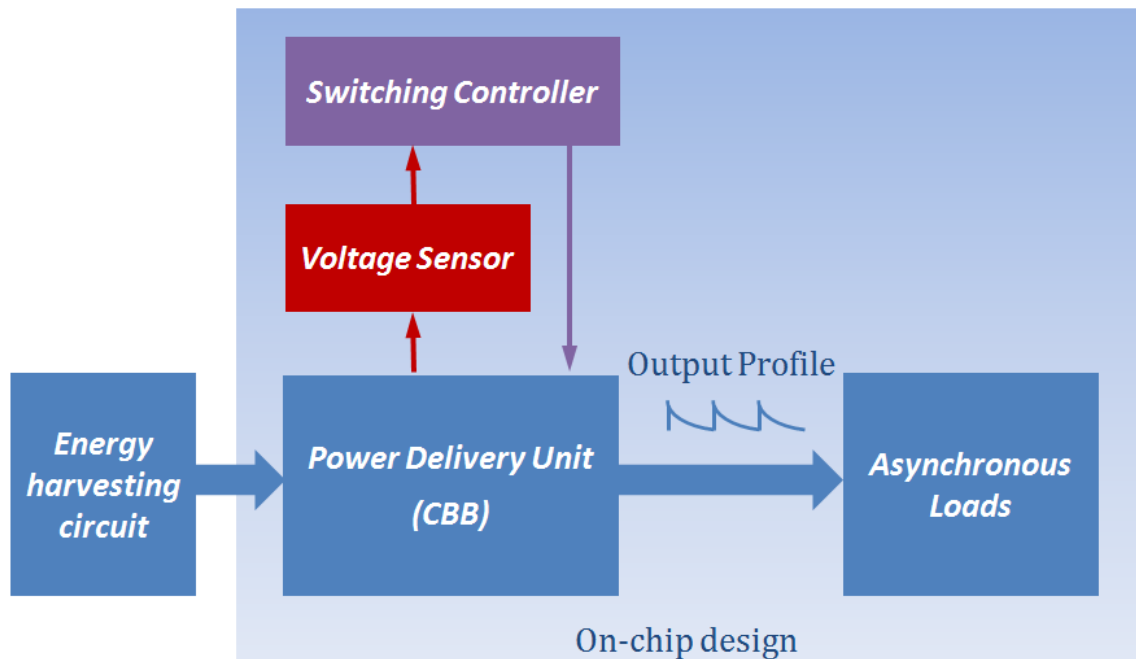 Switching Controller
Voltage Sensor
Output Profile
Energy
harvesting
circuit
Power Delivery Unit
(CBB)
Asynchronous
Loads
On-chip design